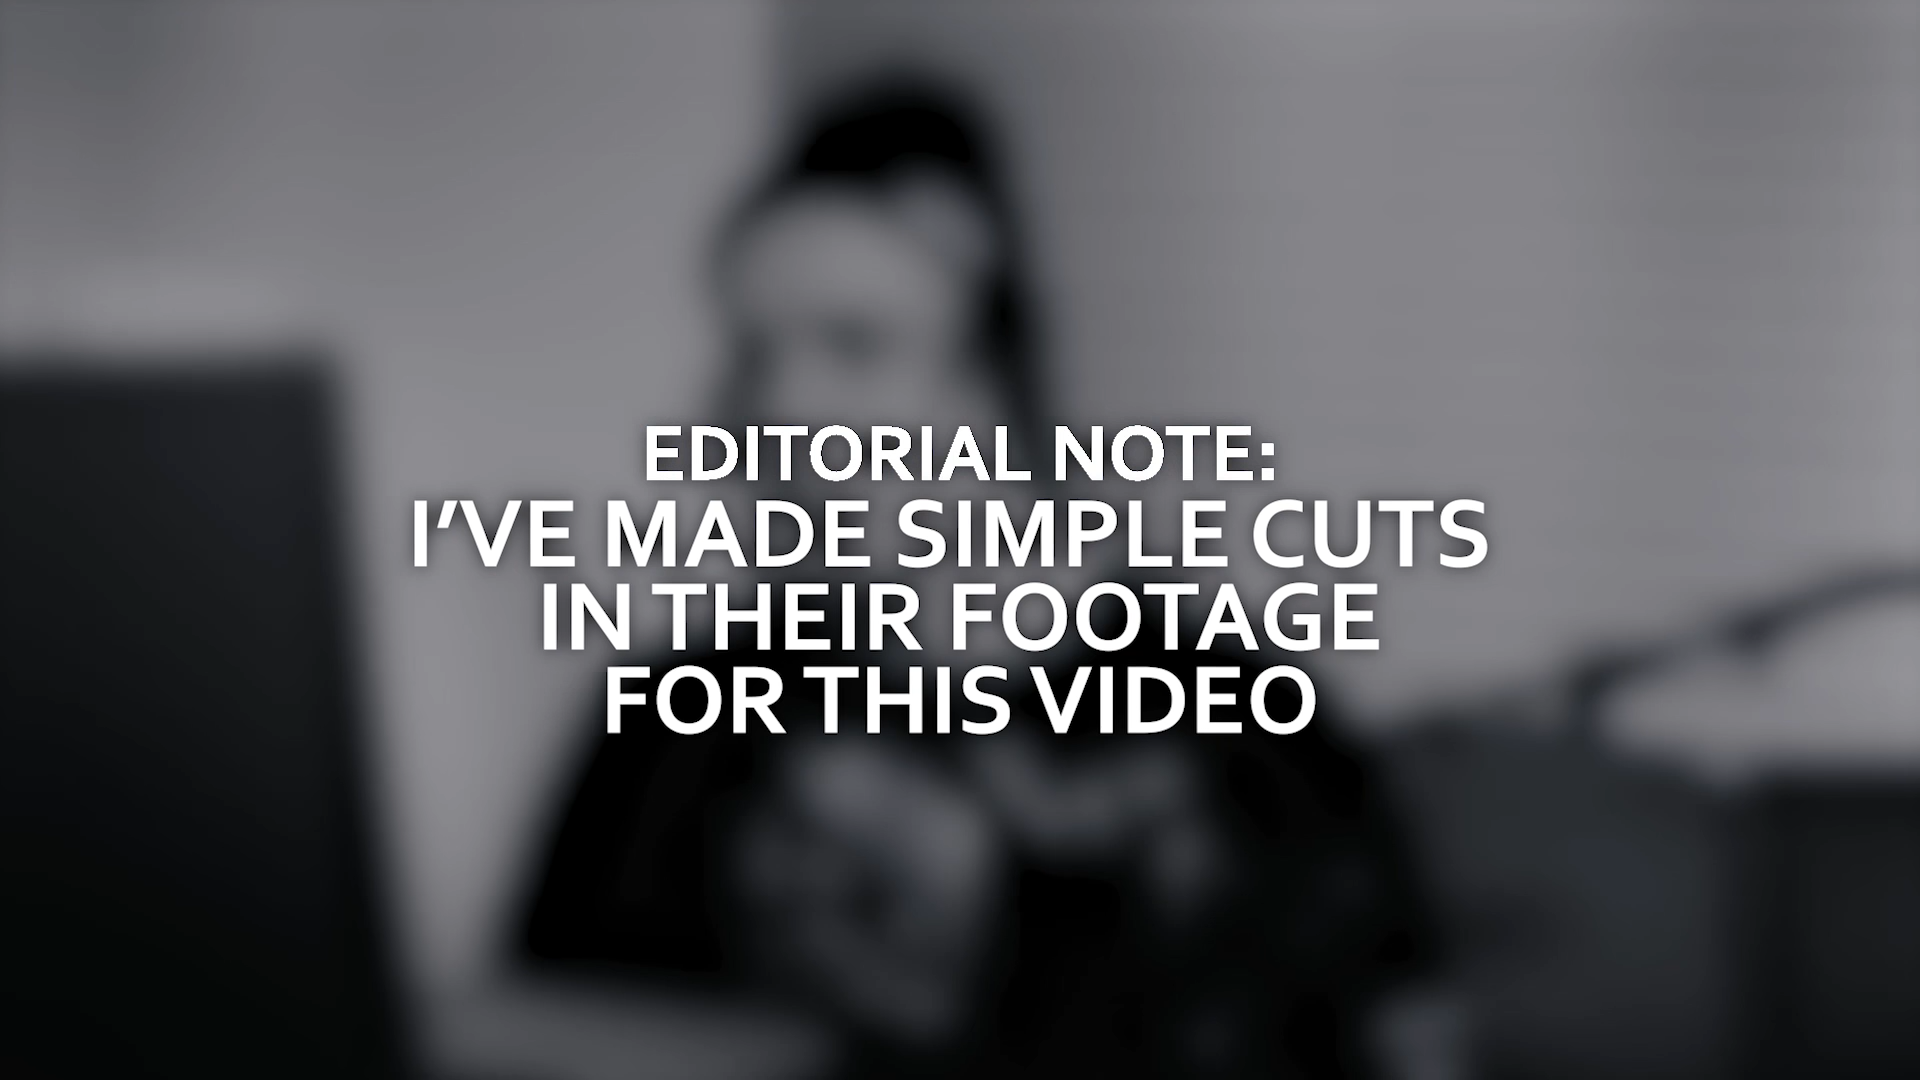 EDITORIAL NOTE:
I’VE MADE SIMPLE CUTS
IN THEIR FOOTAGE
FOR THIS VIDEO